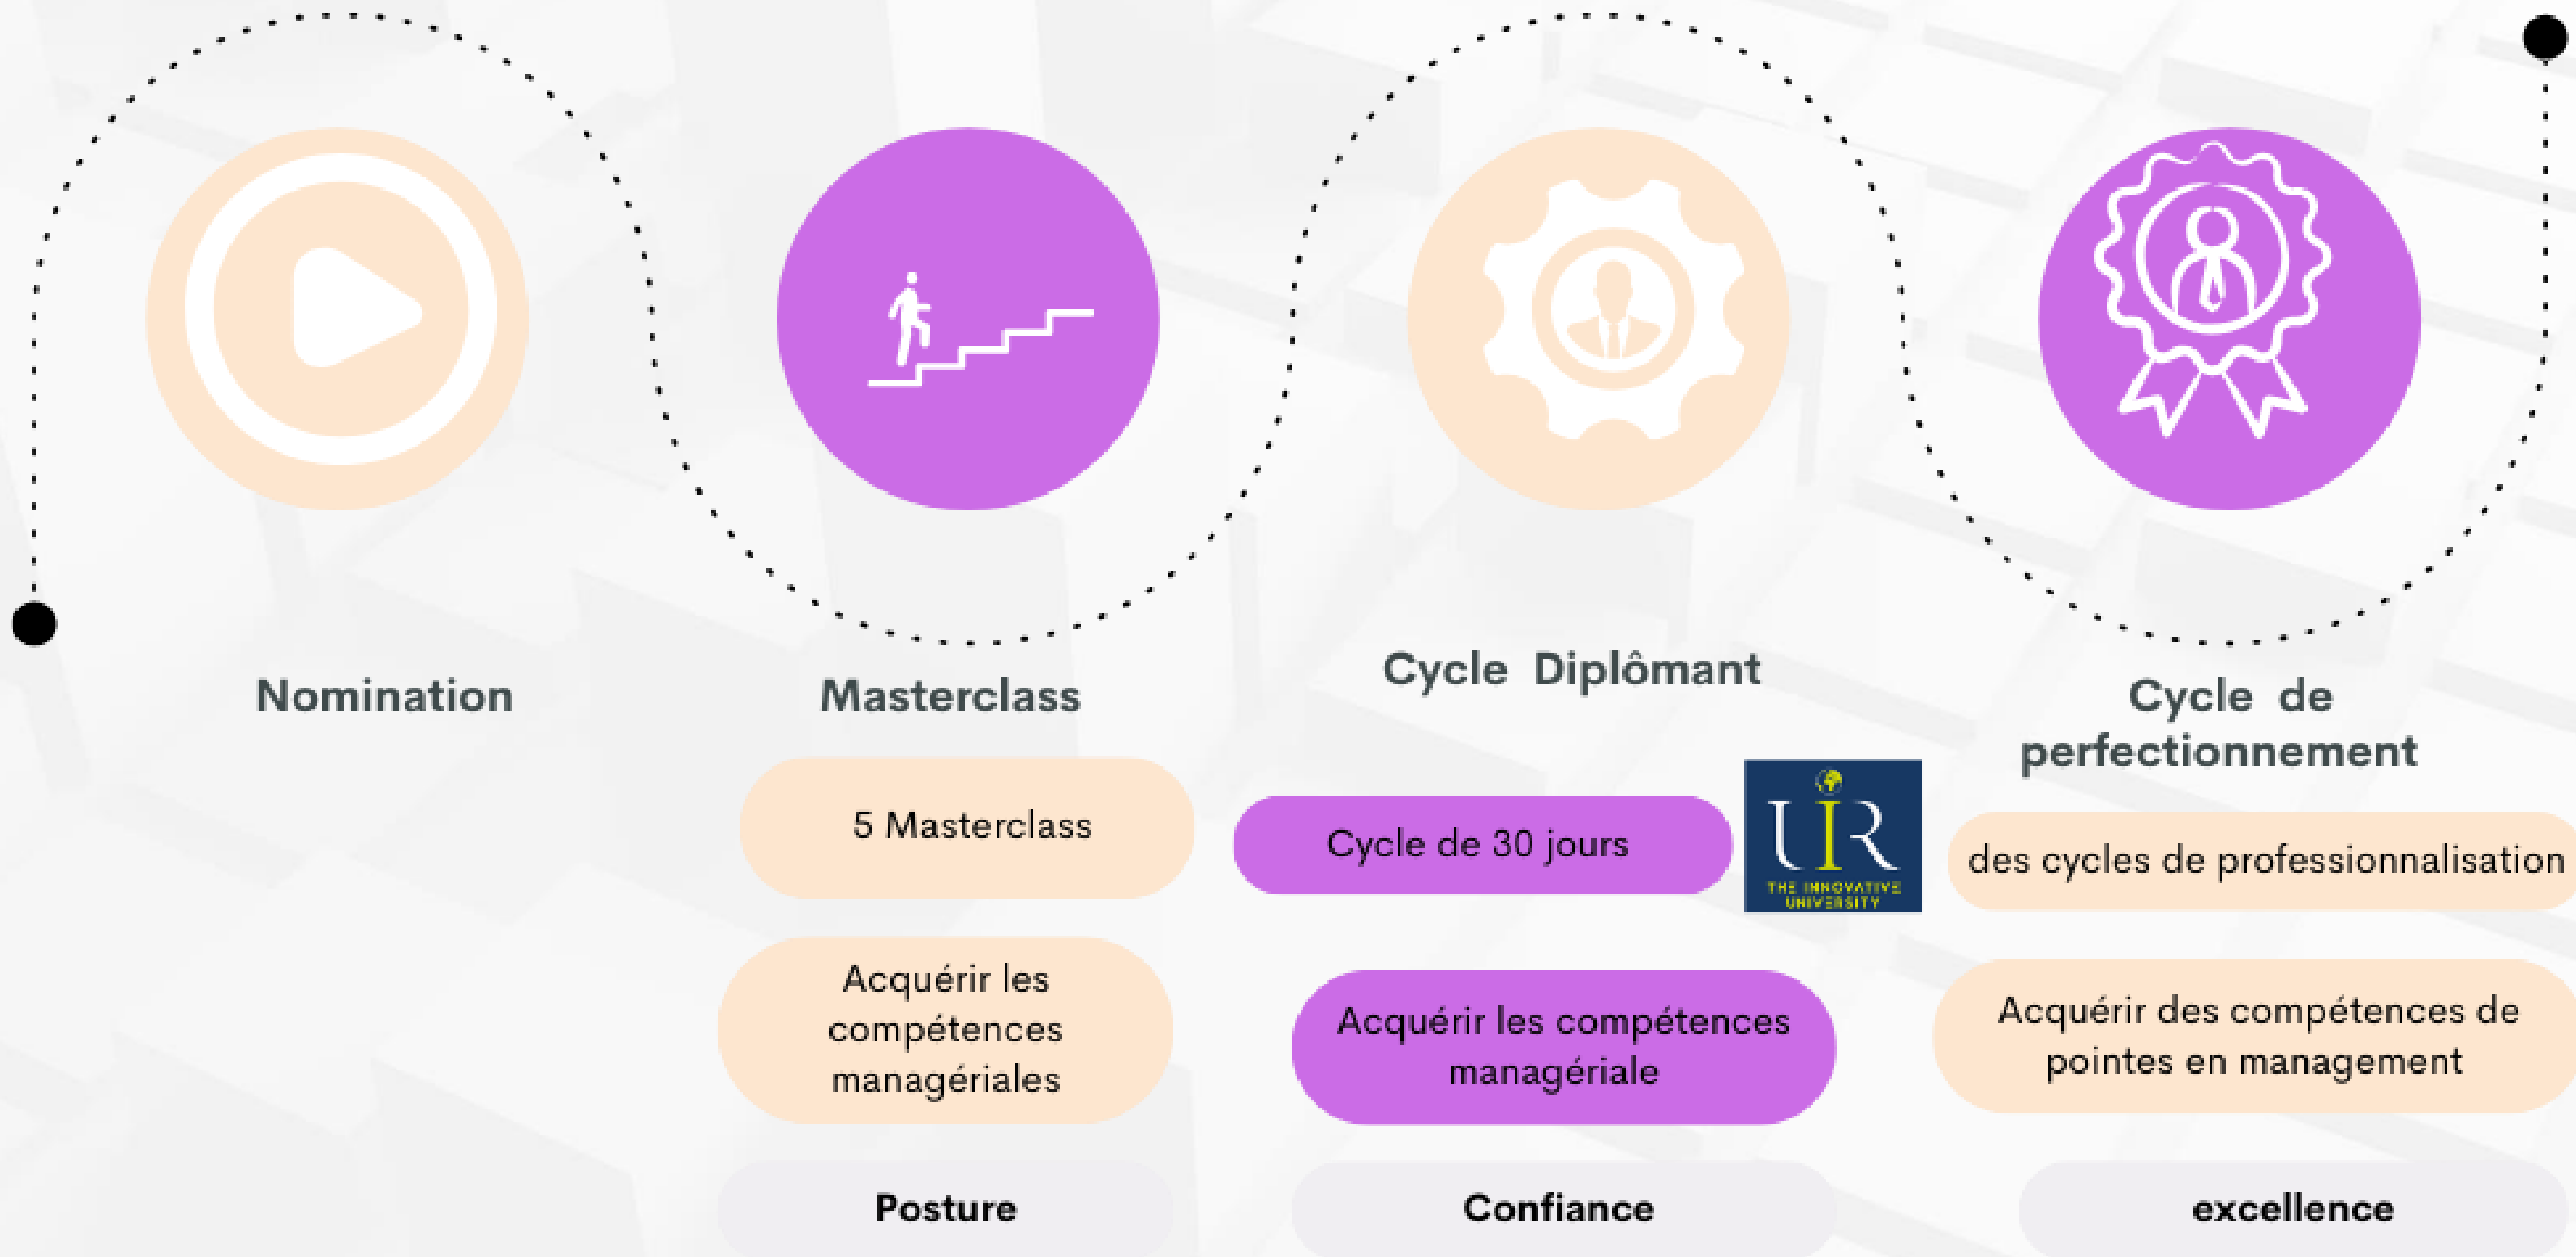 Nomination
Masterclass
5 Masterclass
Acquérir les
compétences
managériales
Posture
Cycle Diplômant
Cycle de 30 jours
UIR
THE INNOVATIVE
UNIVERSITY
Acquérir les compétences
managériale
Confiance
Cycle de
perfectionnement
des cycles de professionnalisation
Acquérir des compétences de
pointes en management
excellence